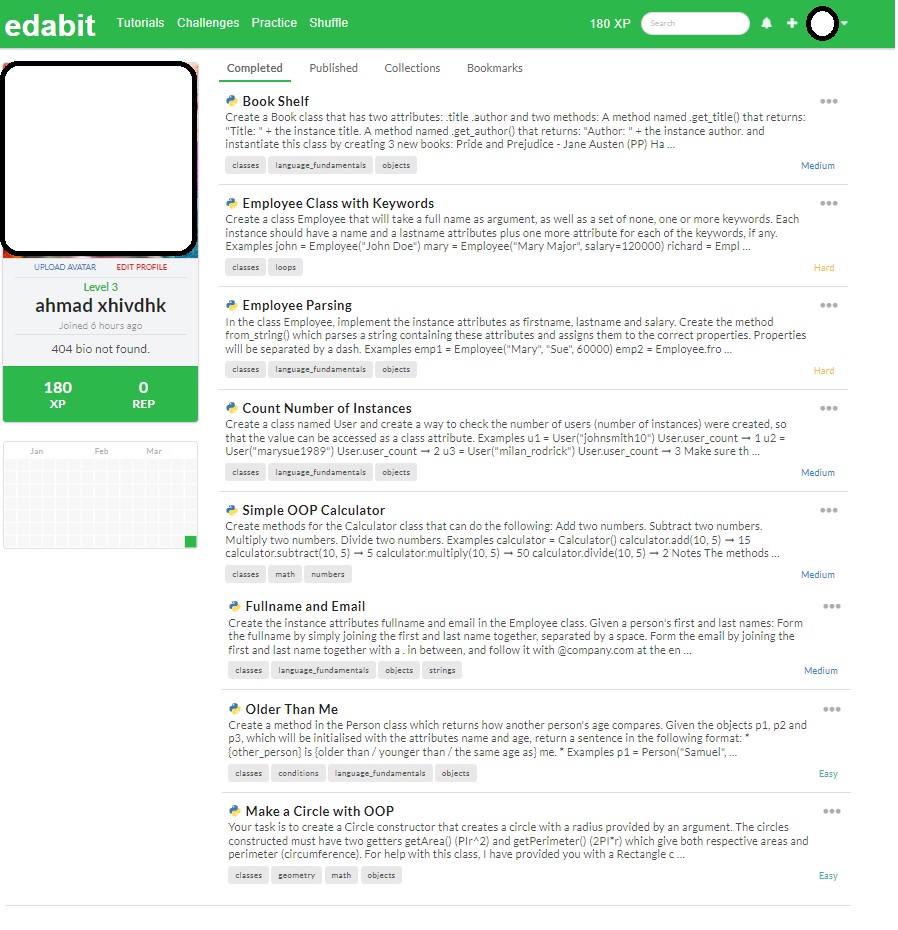 edabit
Tutorials Challenges Practice Shuffle
180 XP
Search
UPLOAD AVATAR EDIT PROFILE
Level 3
ahmad xhivdhk
Joined 6 hours ago
404 bio not found.
180 0
XP REP
Jan Feb Mar
Completed Published Collections Bookmarks
Book Shelf
Create a Book class that has two attributes: .title .author and two methods: A method named .get_title() that returns:
"Title: " + the instance title. A method named .get_author() that returns: "Author: " + the instance author. and
instantiate this class by creating 3 new books: Pride and Prejudice - Jane Austen (PP) Ha ...
classes language_fundamentals objects
Medium
Employee Class with Keywords
Create a class Employee that will take a full name as argument, as well as a set of none, one or more keywords. Each
instance should have a name and a lastname attributes plus one more attribute for each of the keywords, if any.
Examples john = Employee("John Doe") mary = Employee("Mary Major", salary=120000) richard = Empl ...
classes loops
Hard
Employee Parsing
In the class Employee, implement the instance attributes as firstname, lastname and salary. Create the method
from_string() which parses a string containing these attributes and assigns them to the correct properties. Properties
will be separated by a dash. Examples emp1 = Employee("Mary", "Sue", 60000) emp2 = Employee.fro ...
classes language_fundamentals objects
Hard
Count Number of Instances
Create a class named User and create a way to check the number of users (number of instances) were created, so
that the value can be accessed as a class attribute. Examples u1 = User("johnsmith10") User.user_count → 1 u2 =
User("marysue1989") User.user_count → 2 u3 = User("milan_rodrick") User.user_count → 3 Make sure th ...
classes language_fundamentals objects
Medium
Simple OOP Calculator
Create methods for the Calculator class that can do the following: Add two numbers. Subtract two numbers.
Multiply two numbers. Divide two numbers. Examples calculator = Calculator() calculator.add(10, 5) → 15
calculator.subtract(10, 5) → 5 calculator.multiply(10, 5) → 50 calculator.divide(10, 5) → 2 Notes The methods ...
classes math numbers
Medium
Fullname and Email
Create the instance attributes fullname and email in the Employee class. Given a person's first and last names: Form
the fullname by simply joining the first and last name together, separated by a space. Form the email by joining the
first and last name together with a . in between, and follow it with @company.com at the en ...
classes language_fundamentals objects strings
Medium
Older Than Me
Create a method in the Person class which returns how another person's age compares. Given the objects p1, p2 and
p3, which will be initialised with the attributes name and age, return a sentence in the following format: *
{other_person} is {older than / younger than / the same age as} me. * Examples p1 = Person("Samuel", ...
classes conditions language_fundamentals objects
Easy
Make a Circle with OOP
Your task is to create a Circle constructor that creates a circle with a radius provided by an argument. The circles
constructed must have two getters getArea() (PIr^2) and getPerimeter() (2PI*r) which give both respective areas and
perimeter (circumference). For help with this class, I have provided you with a Rectangle c ...
classes geometry math objects
Easy